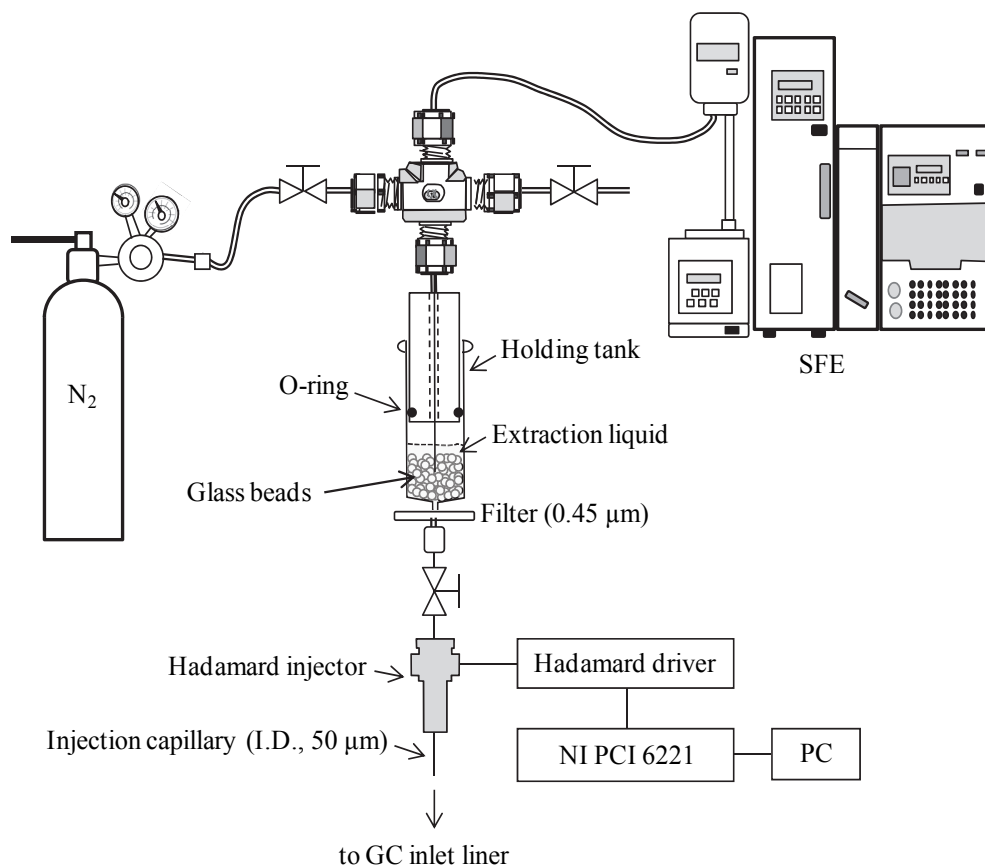 SFE
Holding tank
O-ring
N₂
Extraction liquid
Glass beads
Filter (0.45 µm)
Hadamard injector
Hadamard driver
Injection capillary (I.D., 50 µm)
NI PCI 6221
PC
to GC inlet liner